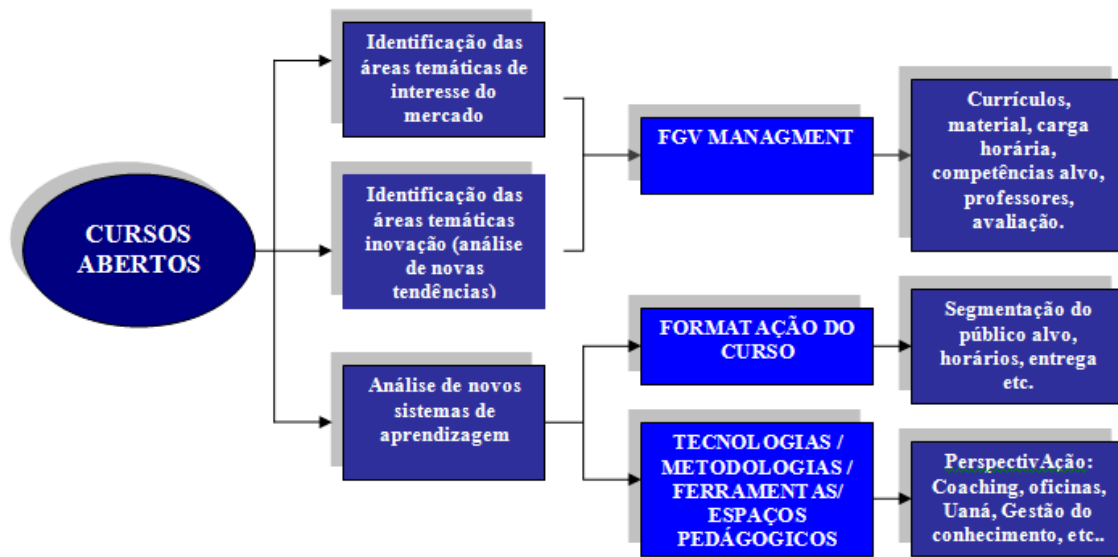 CURSOS
ABERTOS
Identificação das
áreas temáticas de
interesse do
mercado
Identificação das
áreas temáticas
inovação (análise
de novas
tendências)
Análise de novos
sistemas de
aprendizagem
FGV MANAGMENT
FORMATAÇÃO DO
CURSO
TECNOLOGIAS /
METODOLOGIAS /
FERRAMENTAS/
ESPAÇOS
PEDÁGOGICOS
Currículos,
material, carga
horária,
competências alvo,
professores,
avaliação.
Segmentação do
público alvo,
horários, entrega
etc.
PerspectivAção:
Coaching, oficinas,
Uaná, Gestão do
conhecimento, etc..